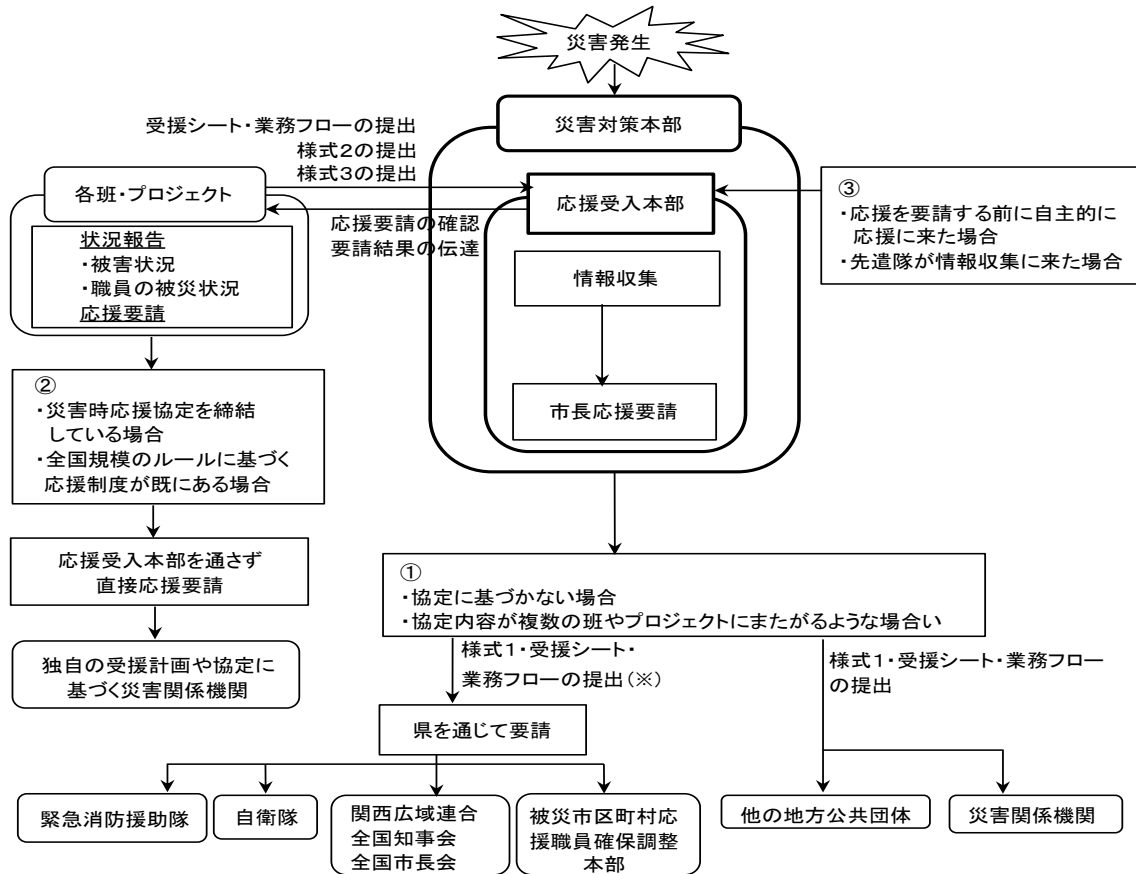 災害発生
災害対策本部
受援シート・業務フローの提出
様式２の提出
様式３の提出
各班・プロジェクト
応援受入本部
応援要請の確認
要請結果の伝達
状況報告
・被害状況
・職員の被災状況
応援要請
情報収集
市長応援要請
③
・応援を要請する前に自主的に
応援に来た場合
・先遣隊が情報収集に来た場合
②
・災害時応援協定を締結
している場合
・全国規模のルールに基づく
応援制度が既にある場合
応援受入本部を通さず
直接応援要請
独自の受援計画や協定に
基づく災害関係機関
①
・協定に基づかない場合
・協定内容が複数の班やプロジェクトにまたがるような場合い
様式１・受援シート・
業務フローの提出（※）
様式１・受援シート・業務フロー
の提出
県を通じて要請
緊急消防援助隊
自衛隊
関西広域連合
全国知事会
全国市長会
被災市区町村応
援職員確保調整
本部
他の地方公共団体
災害関係機関